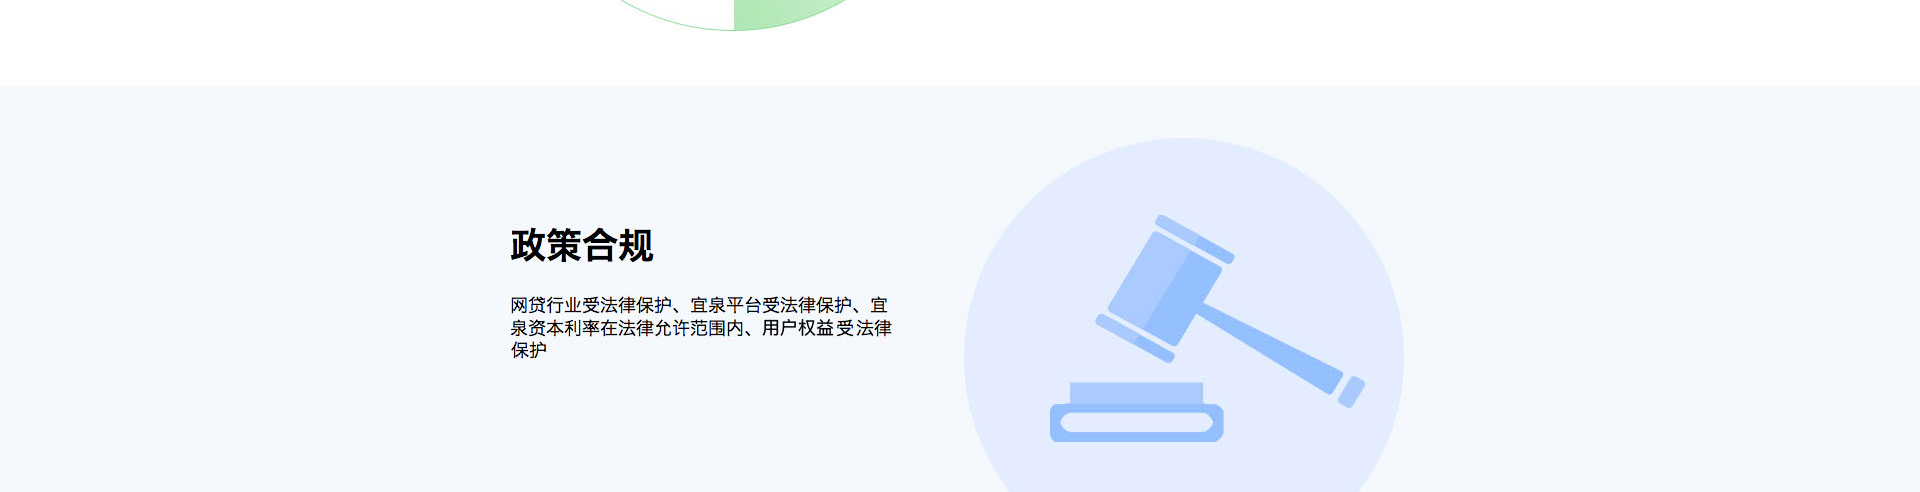 政策合规
网贷行业受法律保护、宜泉平台受法律保护、宜
泉资本利率在法律允许范围内、用户权益受法律
保护